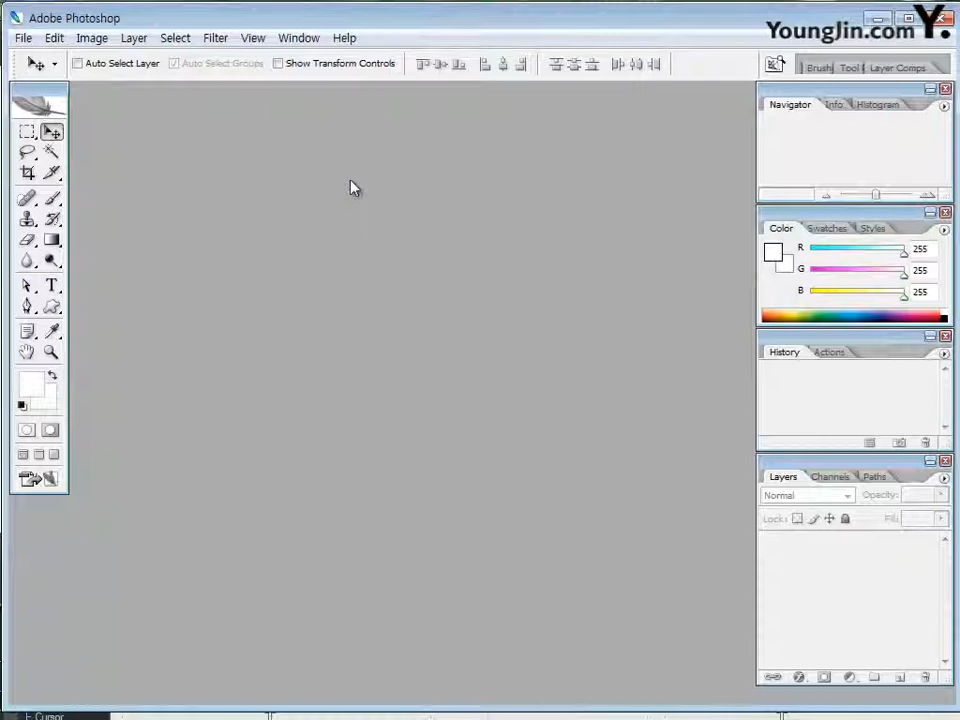 Adobe Photoshop
YoungJin.com Y.
File Edit Image Layer Select Filter View Window Help
Auto Select Layer Auto Select Groups Show Transform Controls
Brush Tool Layer Comps
Navigator Info Histogram
Color Swatches Styles
R 255
G 255
B 255
T
History Actions
Layers Channels Paths
Normal Opacity:
Locks Fill: